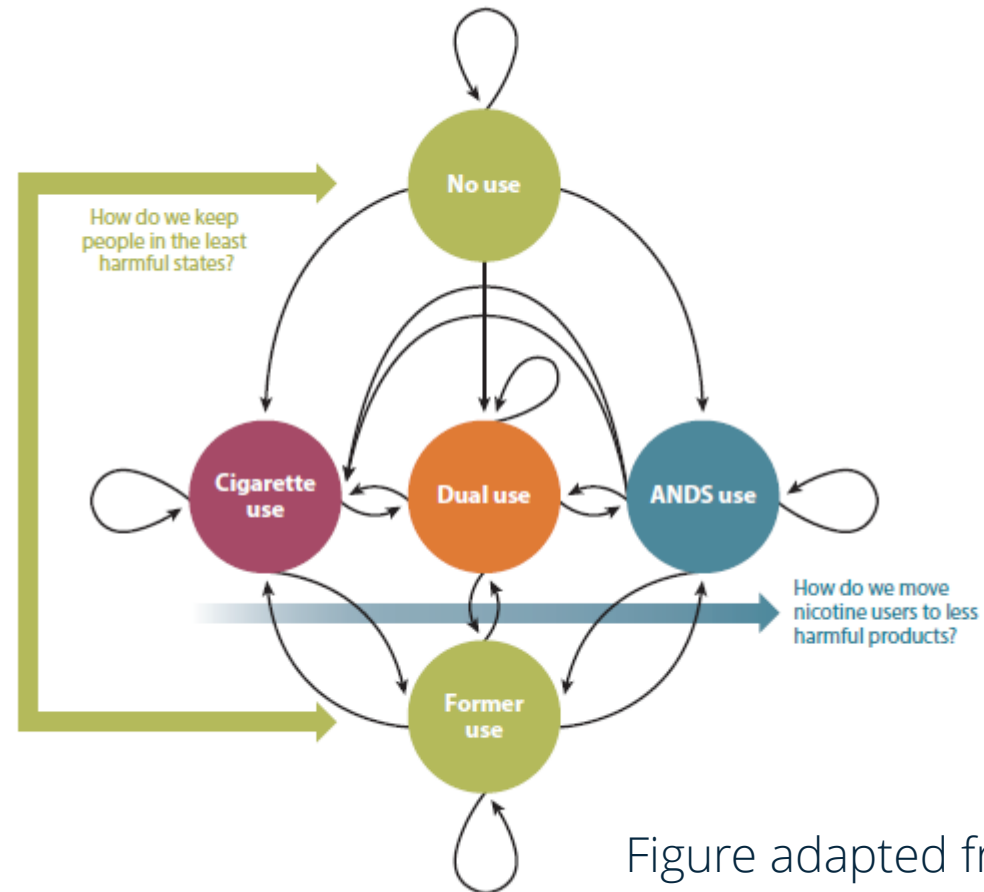 No use
How do we keep
people in the least
harmful states?
Cigarette
use
Dual use
ANDS use
How do we move
nicotine users to less
harmful products?
Former
use
Figure adapted